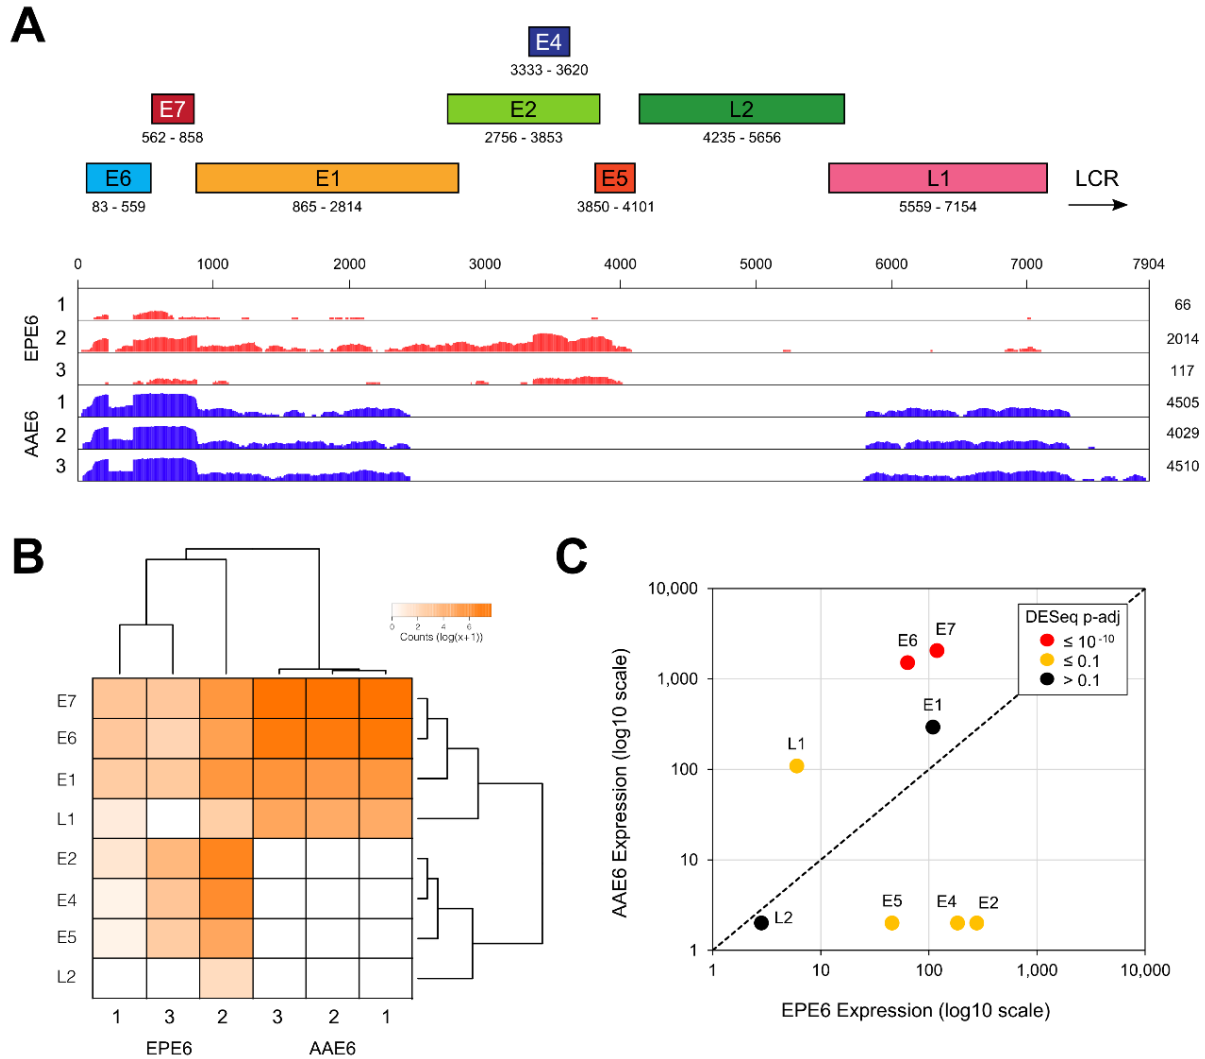 A
E4
3333 - 3620
E7
E2
L2
562 - 858
2756 - 3853
4235 - 5656
E6
E1
E5
L1
LCR
83 - 559
865 - 2814
3850 - 4101
5559 - 7154
0 1000 2000 3000 4000 5000 6000 7000 7904
EPE6
1 66
2 2014
3 117
AAE6
1 4505
2 4029
3 4510
B
0 2 4 6
Counts (log(x+1))
E7
E6
E1
L1
E2
E4
E5
L2
1 3 2 3 2 1
EPE6 AAE6
C
10,000
1,000
100
10
1
AAE6 Expression (log10 scale)
DESeq p-adj
≤ 10⁻¹⁰
≤ 0.1
> 0.1
E6 E7
E1
L1
E5 E4 E2
L2
1 10 100 1,000 10,000
EPE6 Expression (log10 scale)